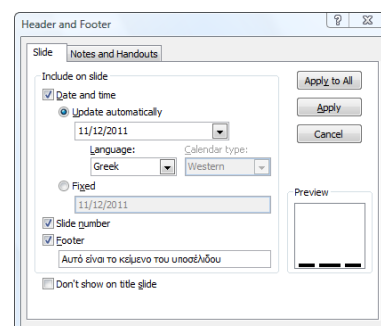 Header and Footer
Slide
Notes and Handouts
Include on slide
Date and time
Update automatically
11/12/2011
Language:
Calendar type:
Greek
Western
Fixed
11/12/2011
Slide number
Footer
Αυτό είναι το κείμενο του υποσέλιδου
Don't show on title slide
Apply to All
Apply
Cancel
Preview